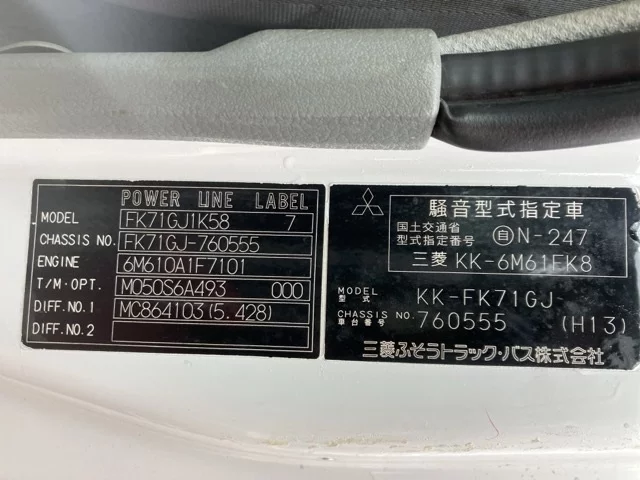 POWER LINE LABEL
MODEL FK71GJ1K58 7
CHASSIS NO. FK71GJ-760555
ENGINE 6M610A1F7101
T/M・OPT. M050S6A493 000
DIFF.NO.1 MC864103(5.428)
DIFF.NO.2
騒音型式指定車
国土交通省
型式指定番号 自N-247
三菱 KK-6M61FK8
MODEL
型式 KK-FK71GJ-
CHASSIS NO.
車台番号 760555 (H13)
三菱ふそうトラック・バス株式会社